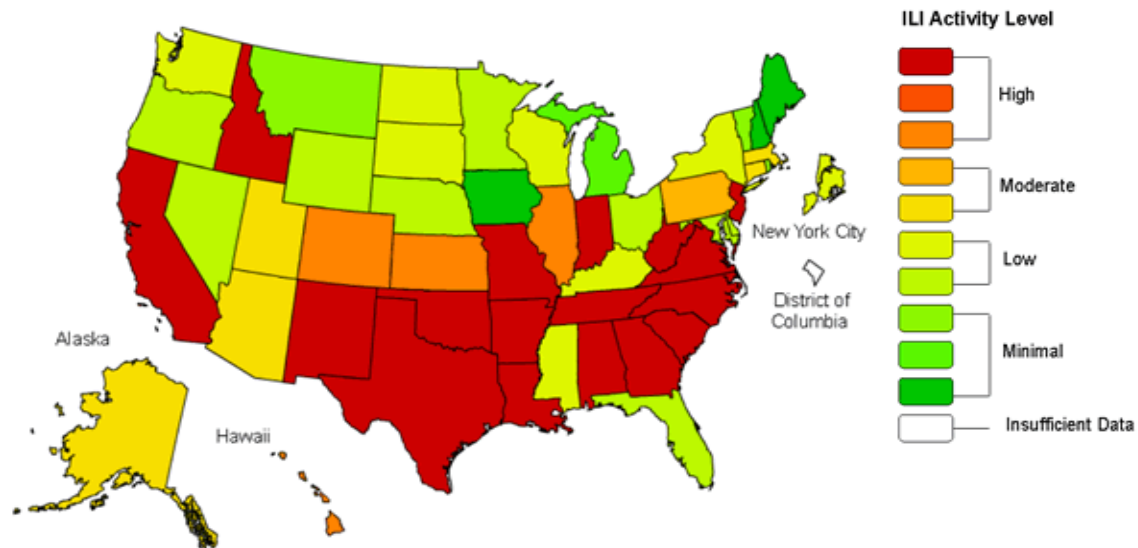 ILI Activity Level
High
Moderate
Low
Minimal
Insufficient Data
New York City
District of
Columbia
Alaska
Hawaii